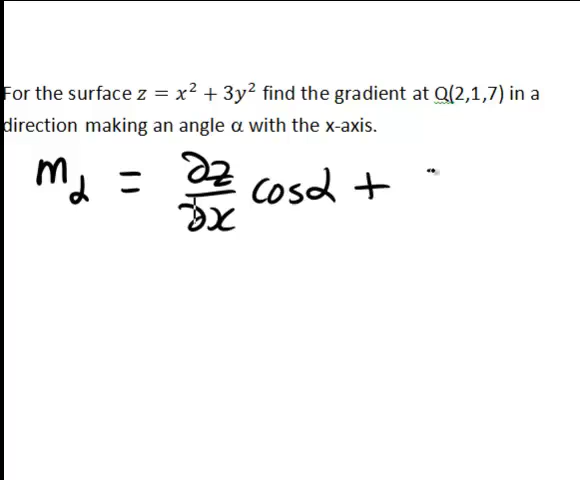 For the surface z = x² + 3y² find the gradient at Q(2,1,7) in a
direction making an angle α with the x-axis.
m_α = ∂z/∂x cosα +